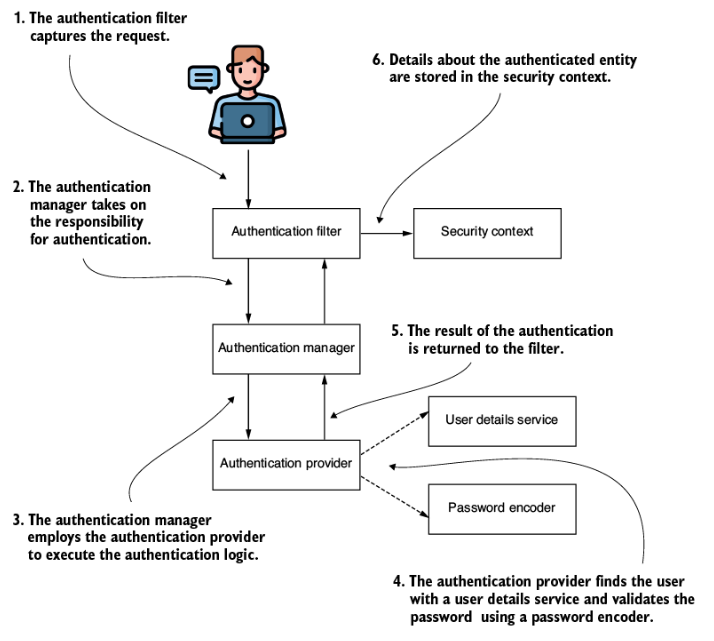 1. The authentication filter
captures the request.
6. Details about the authenticated entity
are stored in the security context.
2. The authentication
manager takes on
the responsibility
for authentication.
Authentication filter
Security context
Authentication manager
5. The result of the authentication
is returned to the filter.
User details service
Authentication provider
Password encoder
3. The authentication manager
employs the authentication provider
to execute the authentication logic.
4. The authentication provider finds the user
with a user details service and validates the
password using a password encoder.